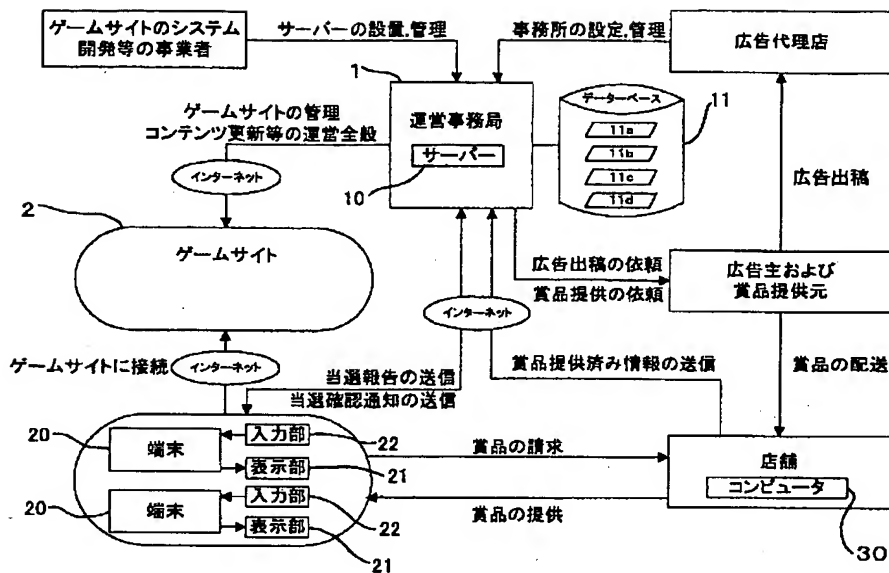 ゲームサイトのシステム
開発等の事業者
サーバーの設置.管理
事務所の設定.管理
広告代理店
1
ゲームサイトの管理
コンテンツ更新等の運営全般
運営事務局
サーバー
10
データーベース
11a
11b
11c
11d
11
広告出稿
インターネット
2
ゲームサイト
広告出稿の依頼
賞品提供の依頼
広告主および
賞品提供元
インターネット
ゲームサイトに接続
インターネット
当選報告の送信
当選確認通知の送信
賞品提供済み情報の送信
賞品の配送
20
端末
入力部
22
表示部
21
20
端末
入力部
22
表示部
21
賞品の請求
賞品の提供
店舗
コンピュータ
30